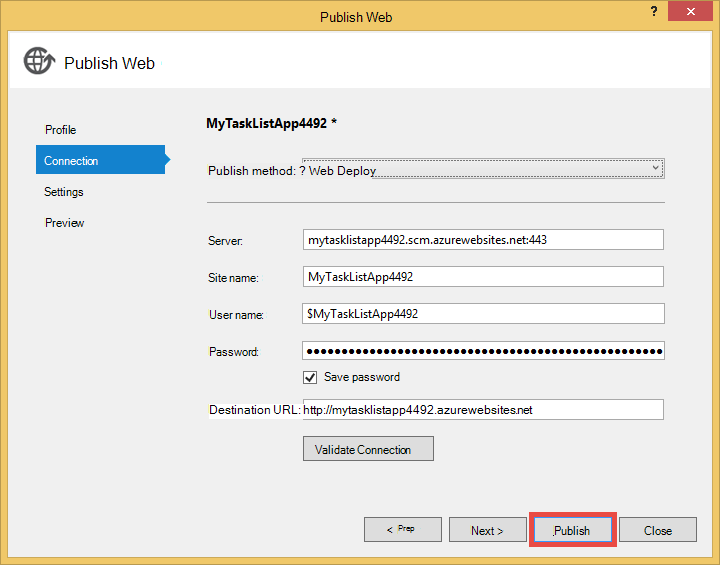 Publish Web
?
Publish Web
Profile
Connection
Settings
Preview
MyTaskListApp4492 *
Publish method: ? Web Deploy
Server: mytasklistapp4492.scm.azurewebsites.net:443
Site name: MyTaskListApp4492
User name: $MyTaskListApp4492
Password: ●●●●●●●●●●●●●●●●●●●●●●●●●●●●●●●●●●●●●●●●●●●●●●●●●●●
Save password
Destination URL: http://mytasklistapp4492.azurewebsites.net
Validate Connection
< Prep Next > Publish Close